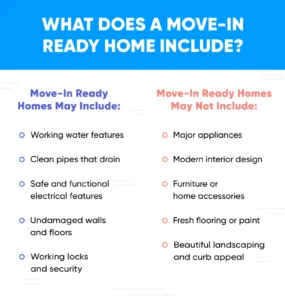 WHAT DOES A MOVE-IN
READY HOME INCLUDE?
Move-In Ready
Homes May Include:
Working water features
Clean pipes that drain
Safe and functional
electrical features
Undamaged walls
and floors
Working locks
and security
Move-In Ready Homes
May Not Include:
Major appliances
Modern interior design
Furniture or
home accessories
Fresh flooring or paint
Beautiful landscaping
and curb appeal